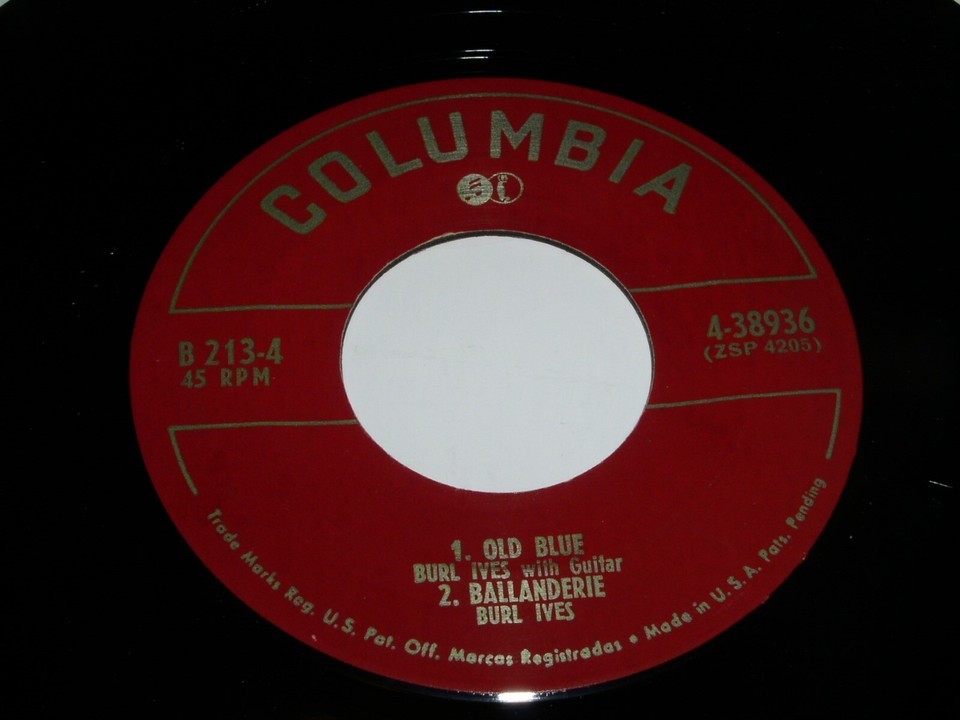 COLUMBIA
B 213-4
45 RPM
4-38936
(ZSP 4205)
1. OLD BLUE
BURL IVES with Guitar
2. BALLANDERIE
BURL IVES
Trade Marks Reg. U.S. Pat. Off. Marcas Registradas • Made in U.S.A. Pats. Pending